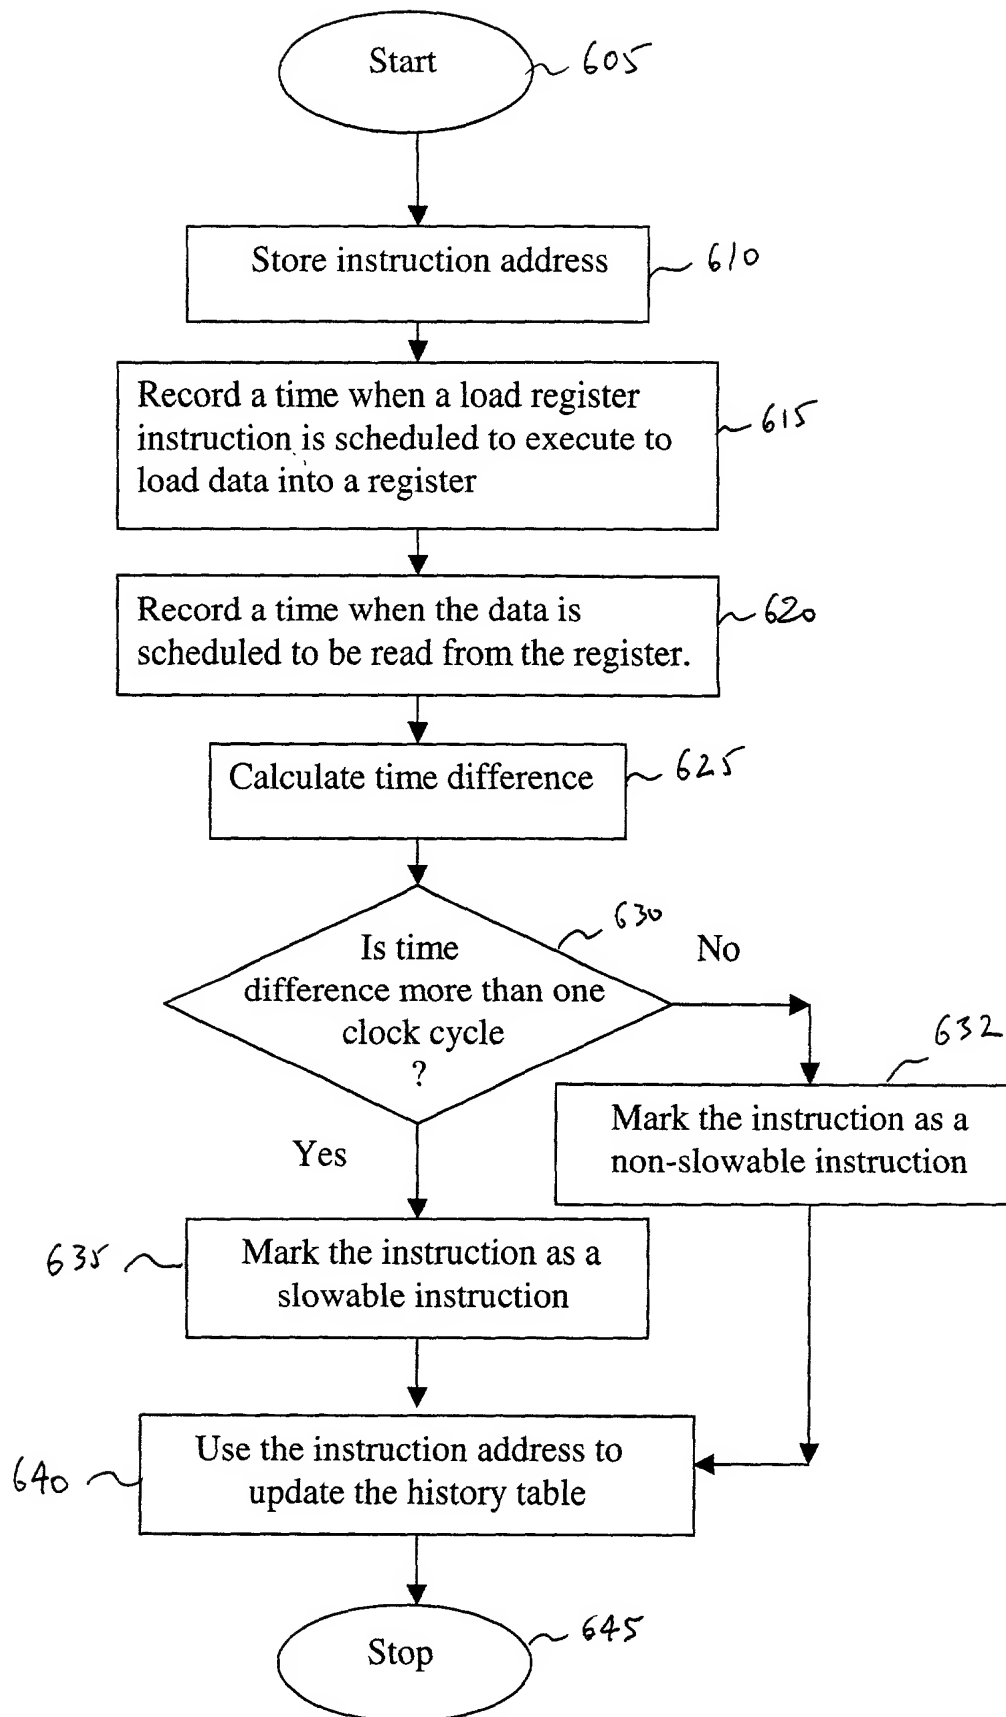 Start
605
Store instruction address
610
Record a time when a load register
instruction is scheduled to execute to
load data into a register
615
Record a time when the data is
scheduled to be read from the register.
620
Calculate time difference
625
Is time
difference more than one
clock cycle
?
630
No
632
Mark the instruction as a
non-slowable instruction
Yes
635
Mark the instruction as a
slowable instruction
640
Use the instruction address to
update the history table
Stop
645